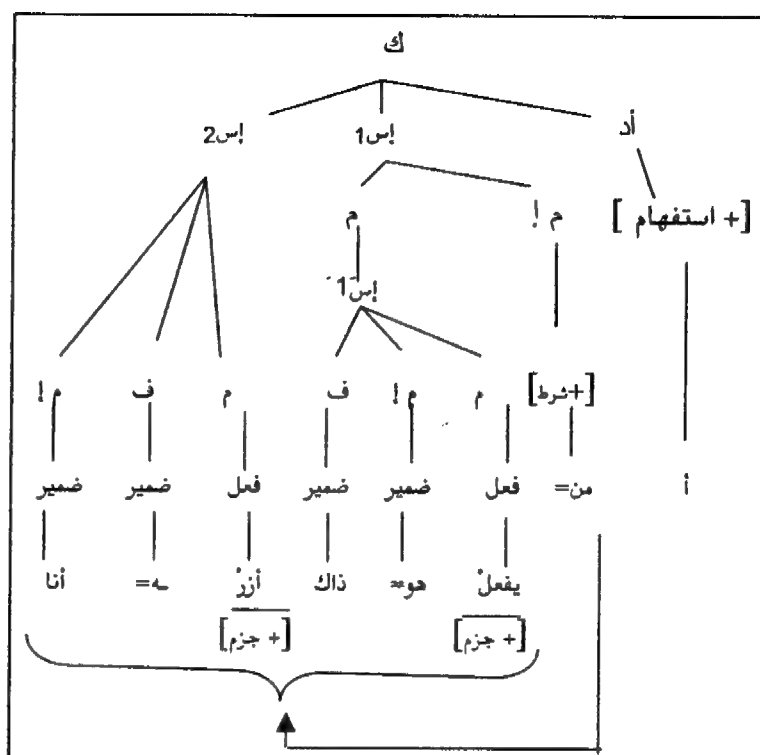 ك
أد إس1 إس2
[ + استفهام ] م إ م
إس1
[+شرط] م م إ ف م ف م إ
أ من= فعل ضمير ضمير فعل ضمير ضمير
يفعلْ هو= ذاك أزرْ ـه= أنا
[+ جزم] [+ جزم]